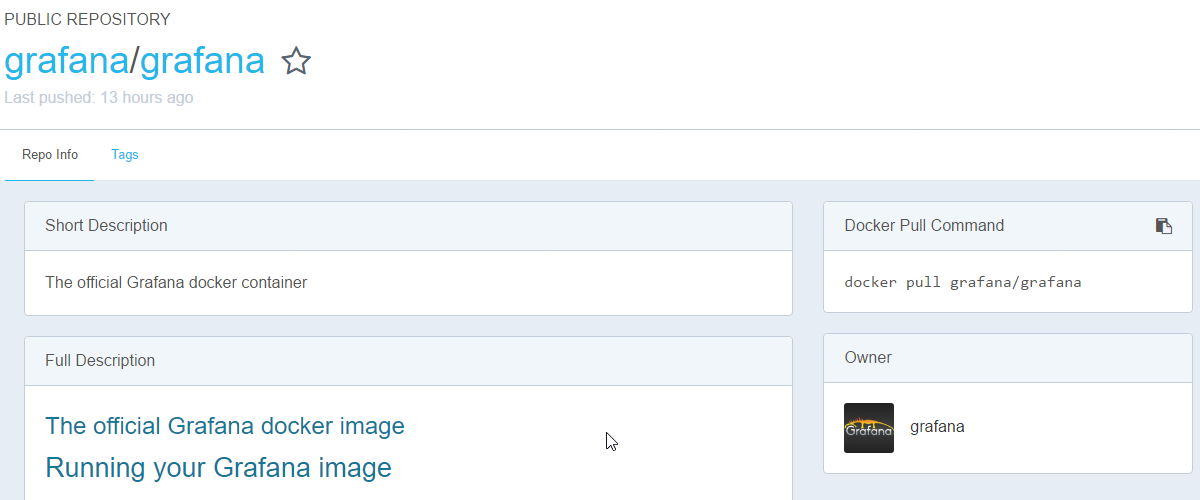 PUBLIC REPOSITORY
grafana/grafana
Last pushed: 13 hours ago
Repo Info
Tags
Short Description
The official Grafana docker container
Full Description
The official Grafana docker image
Running your Grafana image
Docker Pull Command
docker pull grafana/grafana
Owner
Grafana
grafana